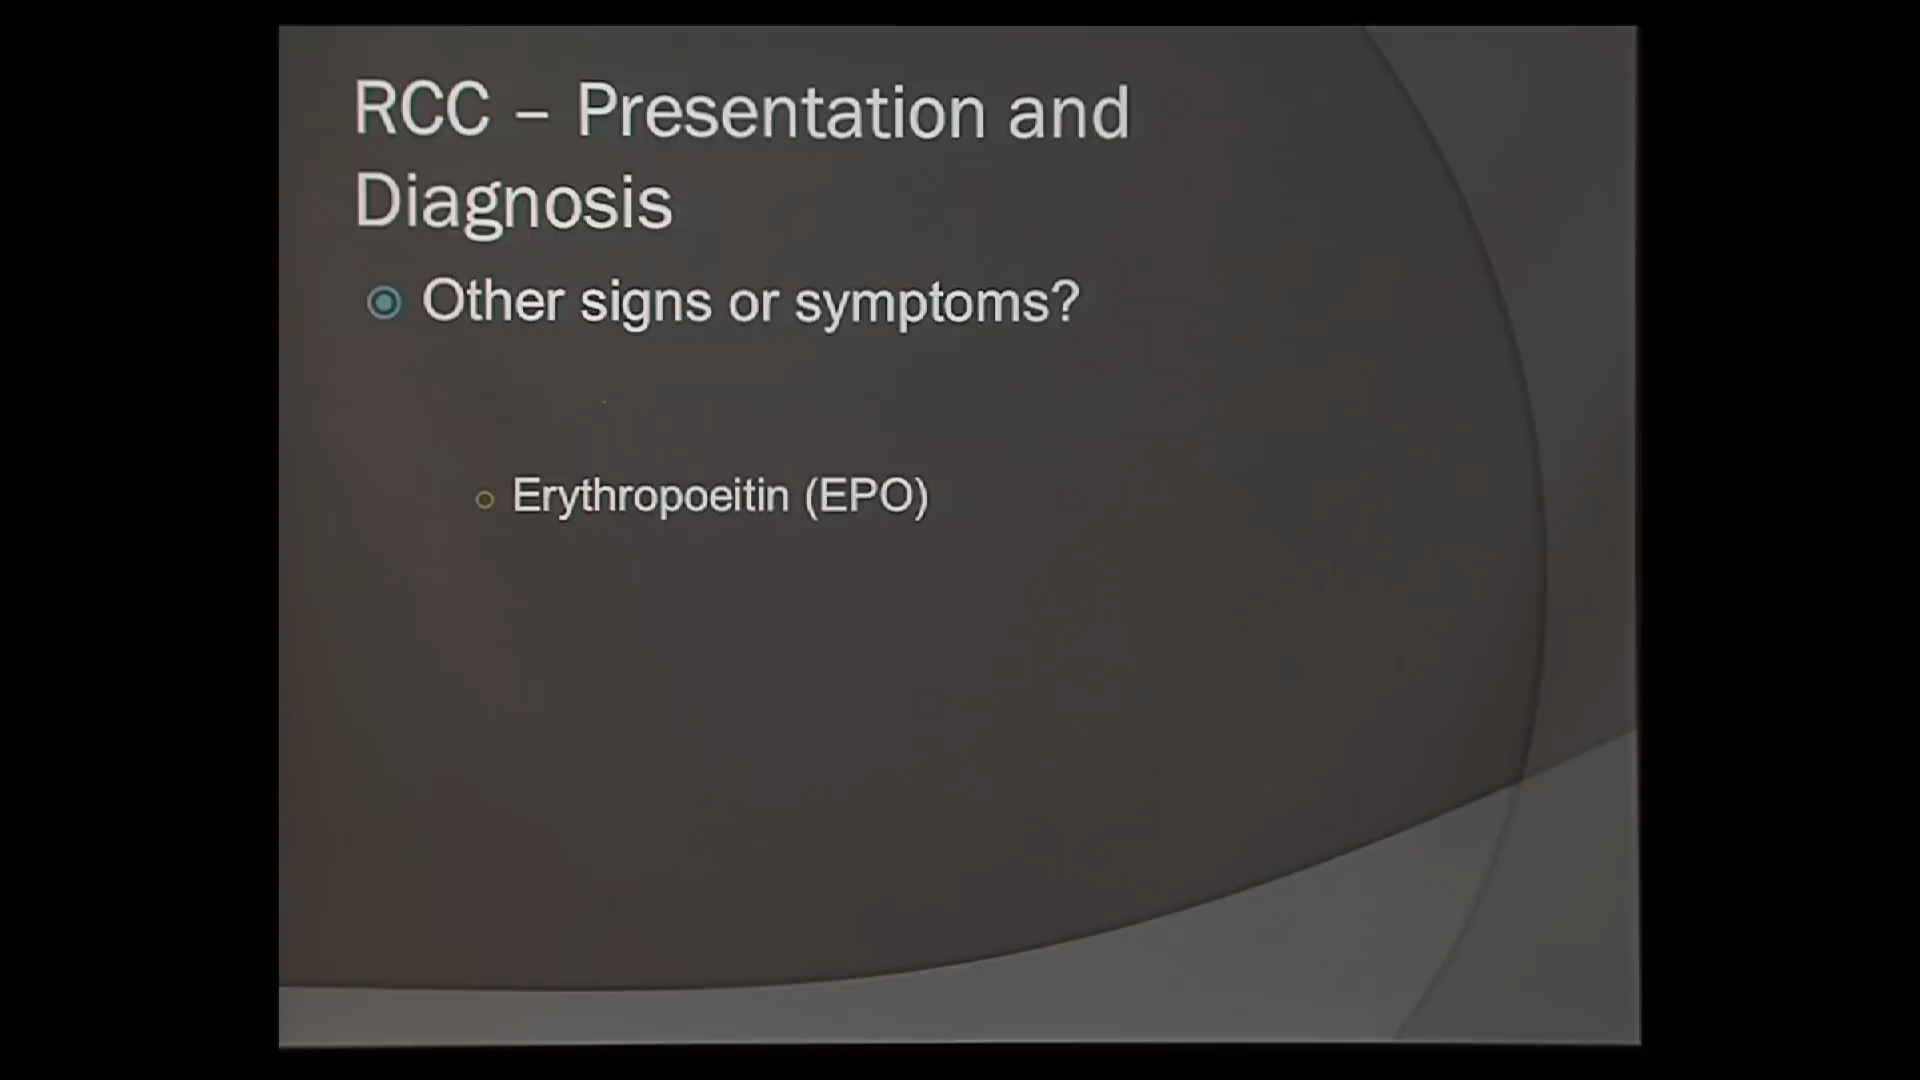 RCC – Presentation and
Diagnosis
Other signs or symptoms?
Erythropoeitin (EPO)